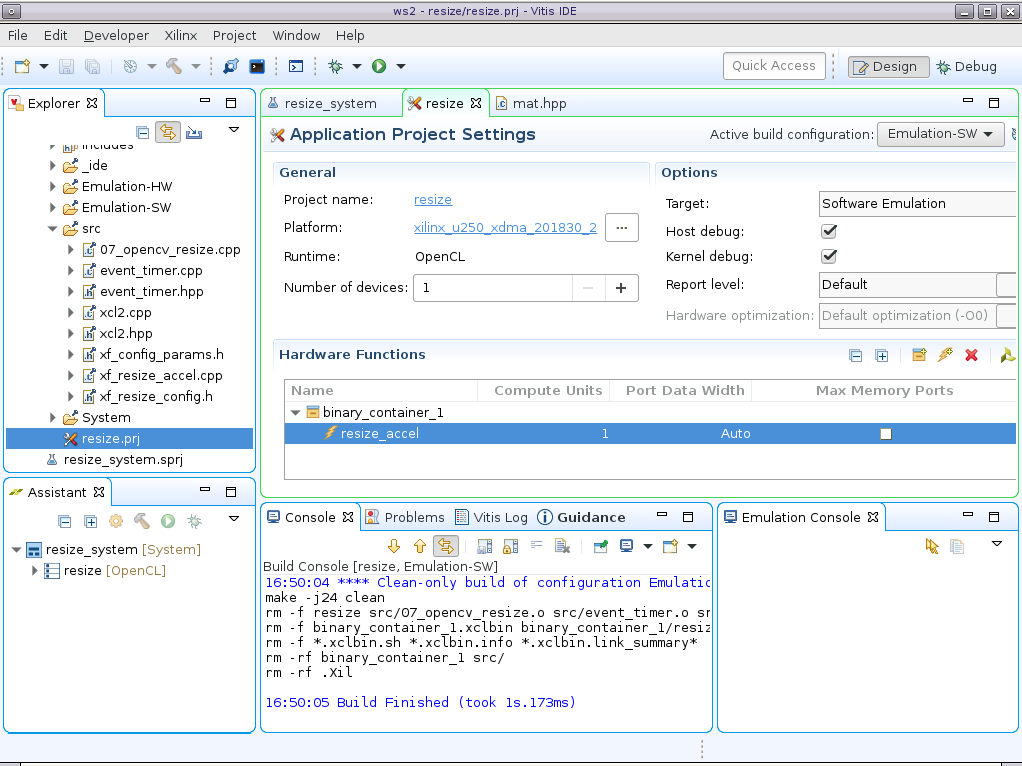 ws2 - resize/resize.prj - Vitis IDE
File Edit Developer Xilinx Project Window Help
Quick Access
Design
Debug
Explorer
includes
_ide
Emulation-HW
Emulation-SW
src
07_opencv_resize.cpp
event_timer.cpp
event_timer.hpp
xcl2.cpp
xcl2.hpp
xf_config_params.h
xf_resize_accel.cpp
xf_resize_config.h
System
resize.prj
resize_system.sprj
Assistant
resize_system [System]
resize [OpenCL]
resize_system
resize
mat.hpp
Application Project Settings
Active build configuration: Emulation-SW
General
Project name: resize
Platform: xilinx_u250_xdma_201830_2 ...
Runtime: OpenCL
Number of devices: 1 − +
Options
Target: Software Emulation
Host debug:
Kernel debug:
Report level: Default
Hardware optimization: Default optimization (-O0)
Hardware Functions
Name Compute Units Port Data Width Max Memory Ports
binary_container_1
resize_accel 1 Auto
Console
Problems
Vitis Log
Guidance
Build Console [resize, Emulation-SW]
16:50:04 **** Clean-only build of configuration Emulatio
make -j24 clean
rm -f resize src/07_opencv_resize.o src/event_timer.o sr
rm -f binary_container_1.xclbin binary_container_1/resiz
rm -f *.xclbin.sh *.xclbin.info *.xclbin.link_summary*
rm -rf binary_container_1 src/
rm -rf .Xil
16:50:05 Build Finished (took 1s.173ms)
Emulation Console